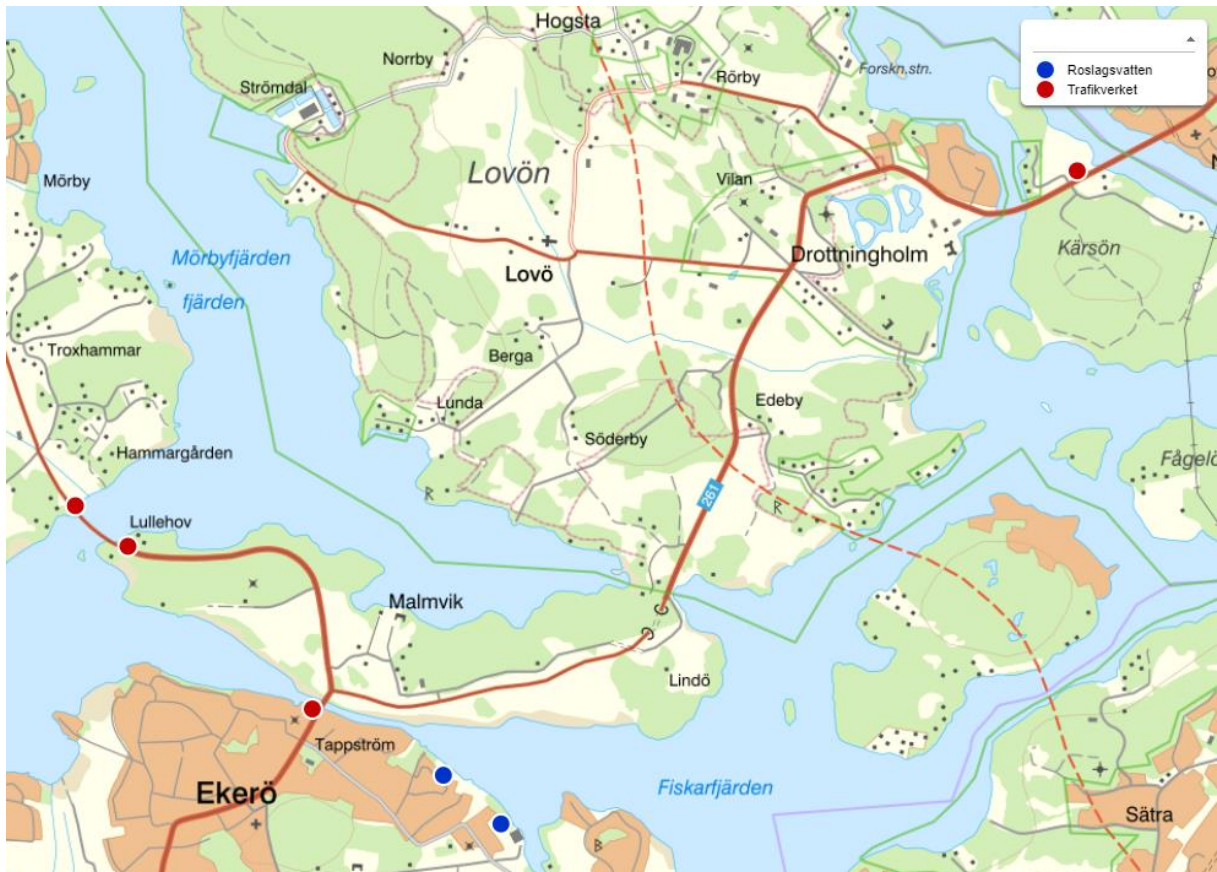 Hogsta
Norrby
Rörby
Forskn.stn.
Roslagsvatten
Trafikverket
Strömdal
Mörby
Lovön
Vilan
Mörbyfjärden
fjärden
Lovö
Drottningholm
Kärsön
Troxhammar
Berga
Lunda
Edeby
Söderby
Hammargården
Fågelö
261
R
R
Lullehov
Malmvik
Lindö
Tappström
Ekerö
Fiskarfjärden
Sätra
B